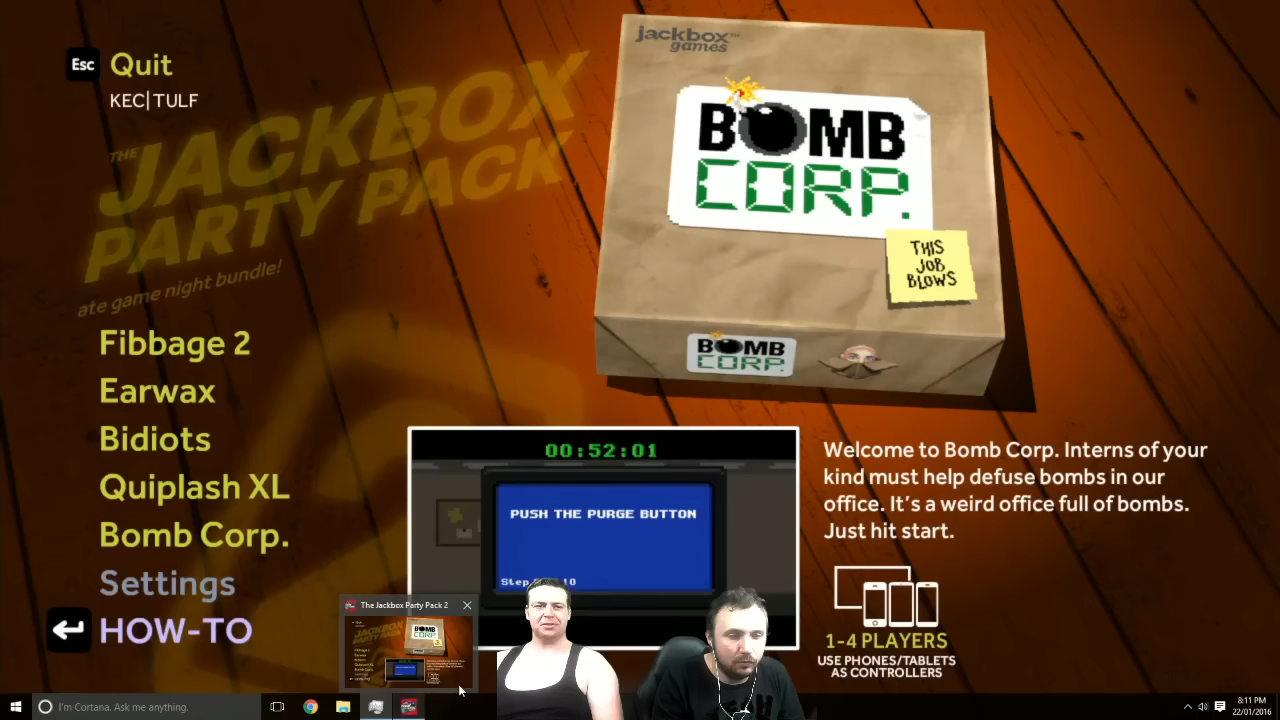 Esc Quit
KEC|TULF
THE
JACKBOX
PARTY PACK
ate game night bundle!
Fibbage 2
Earwax
Bidiots
Quiplash XL
Bomb Corp.
Settings
HOW-TO
jackbox™
games
BOMB
CORP.
THIS
JOB
BLOWS
BOMB
CORP.
00:52:01
PUSH THE PURGE BUTTON
Welcome to Bomb Corp. Interns of your
kind must help defuse bombs in our
office. It's a weird office full of bombs.
Just hit start.
1-4 PLAYERS
USE PHONES/TABLETS
AS CONTROLLERS
The Jackbox Party Pack 2
I'm Cortana. Ask me anything.
8:11 PM
22/01/2016